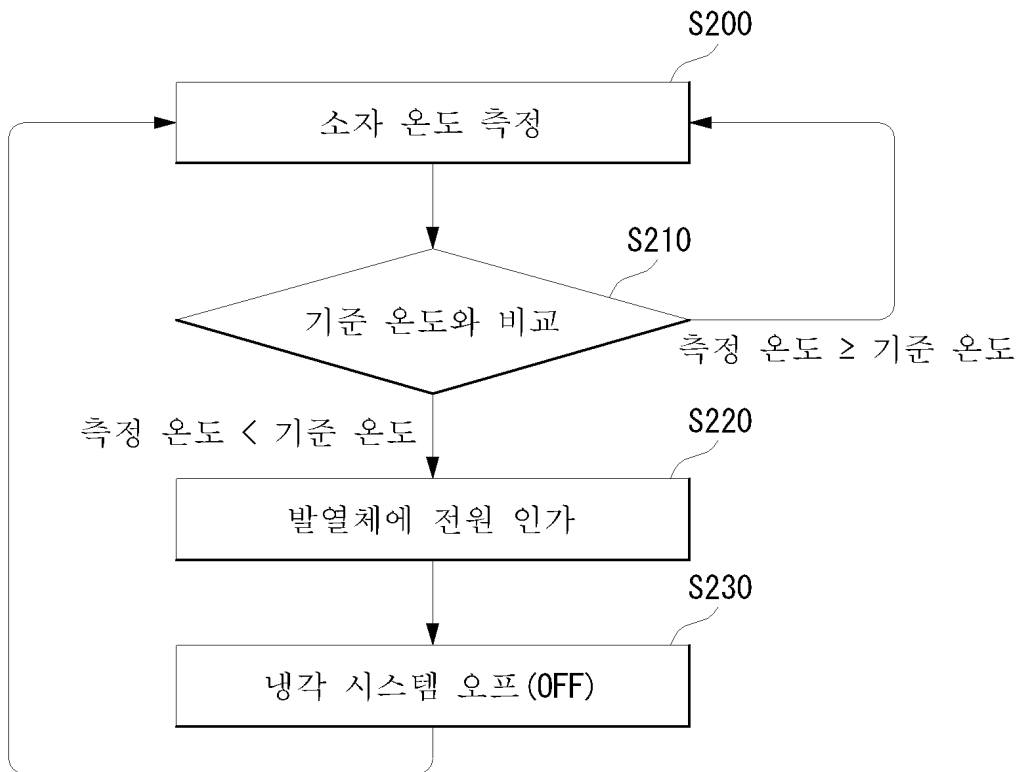 S200
소자 온도 측정
S210
기준 온도와 비교
측정 온도 ≥ 기준 온도
측정 온도 < 기준 온도
S220
발열체에 전원 인가
S230
냉각 시스템 오프(OFF)